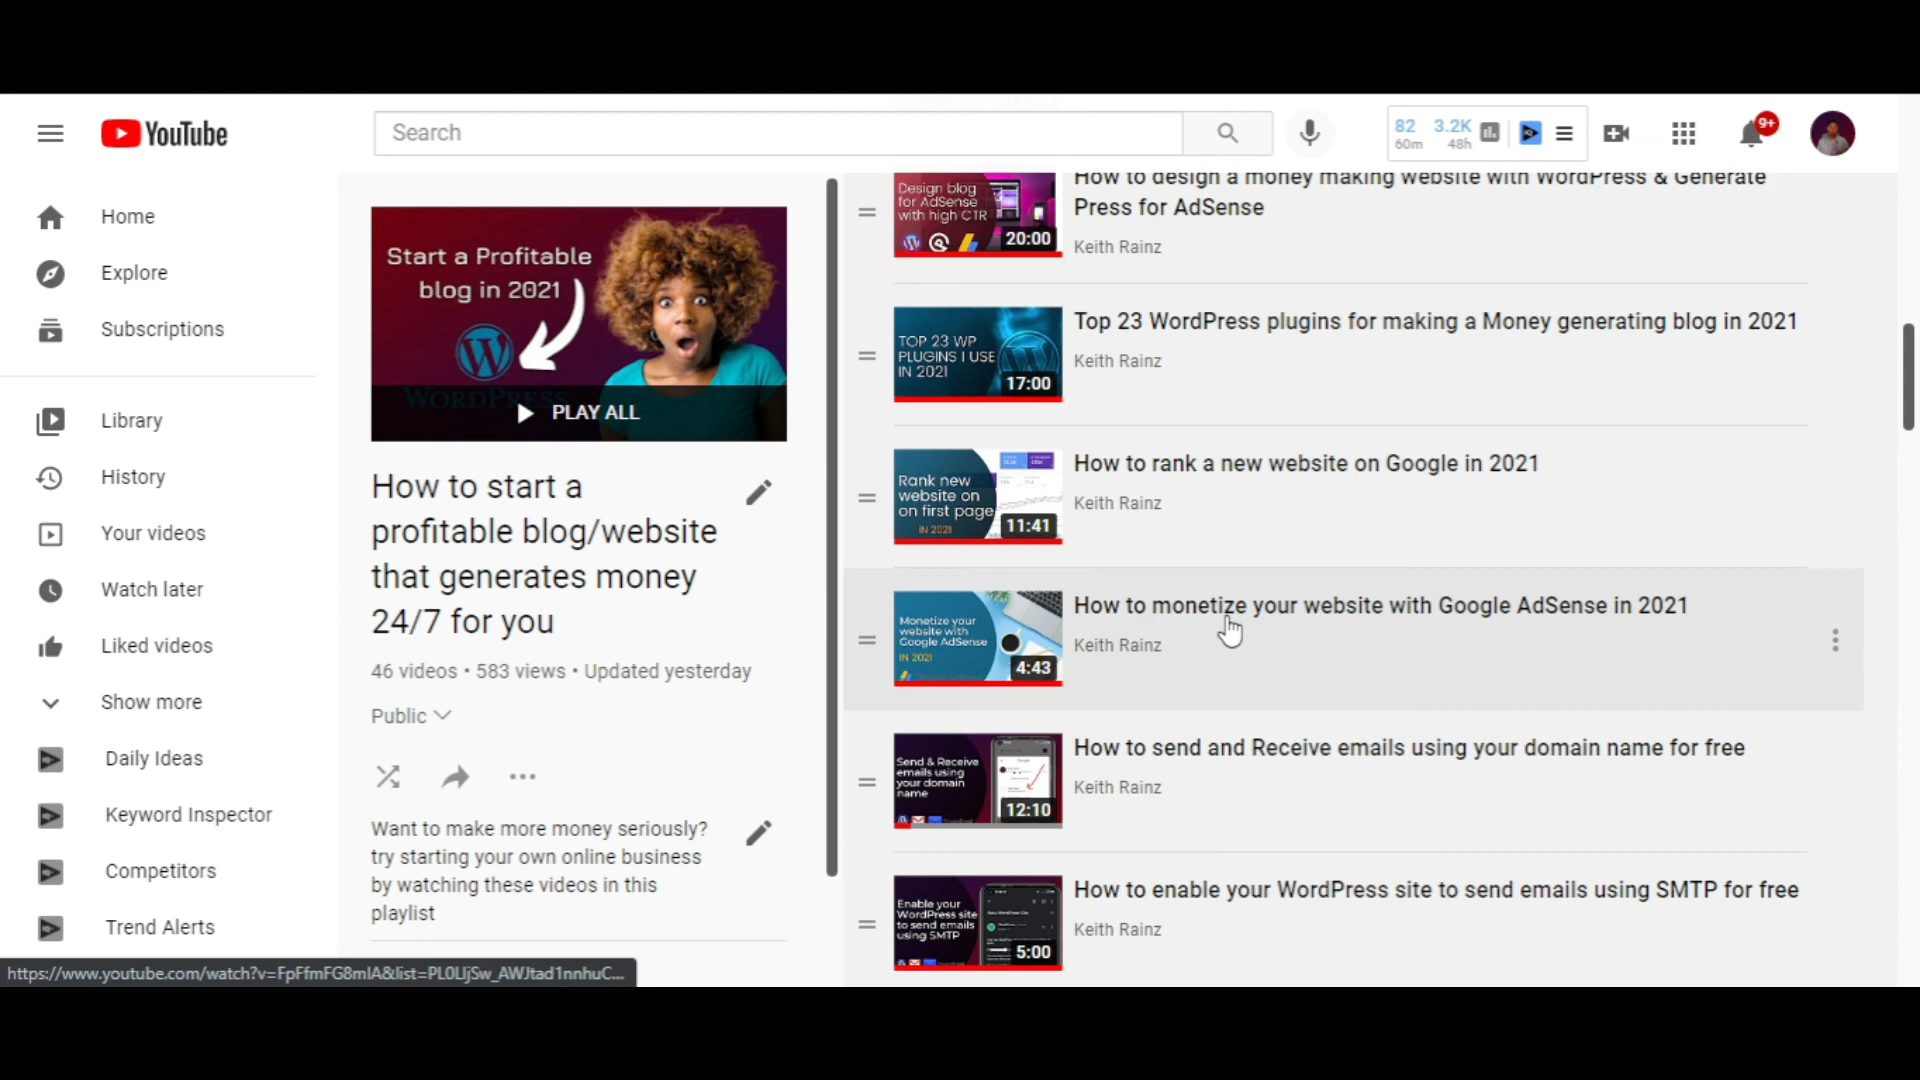 YouTube
Search
82
60m
3.2K
48h
9+
Home
Explore
Subscriptions
Library
History
Your videos
Watch later
Liked videos
Show more
Daily Ideas
Keyword Inspector
Competitors
Trend Alerts
https://www.youtube.com/watch?v=FpFfmFG8mIA&list=PL0LIjSw_AWJtad1nnhuC...
Start a Profitable
blog in 2021
WORDPRESS
PLAY ALL
How to start a
profitable blog/website
that generates money
24/7 for you
46 videos • 583 views • Updated yesterday
Public
Want to make more money seriously?
try starting your own online business
by watching these videos in this
playlist
Design blog
for AdSense
with high CTR
20:00
How to design a money making website with WordPress & Generate
Press for AdSense
Keith Rainz
TOP 23 WP
PLUGINS I USE
IN 2021
17:00
Top 23 WordPress plugins for making a Money generating blog in 2021
Keith Rainz
Rank new
website on
on first page
IN 2021
11:41
How to rank a new website on Google in 2021
Keith Rainz
Monetize your
website with
Google AdSense
IN 2021
4:43
How to monetize your website with Google AdSense in 2021
Keith Rainz
Send & Receive
emails using
your domain
name
12:10
How to send and Receive emails using your domain name for free
Keith Rainz
Enable your
WordPress site
to send emails
using SMTP
5:00
How to enable your WordPress site to send emails using SMTP for free
Keith Rainz